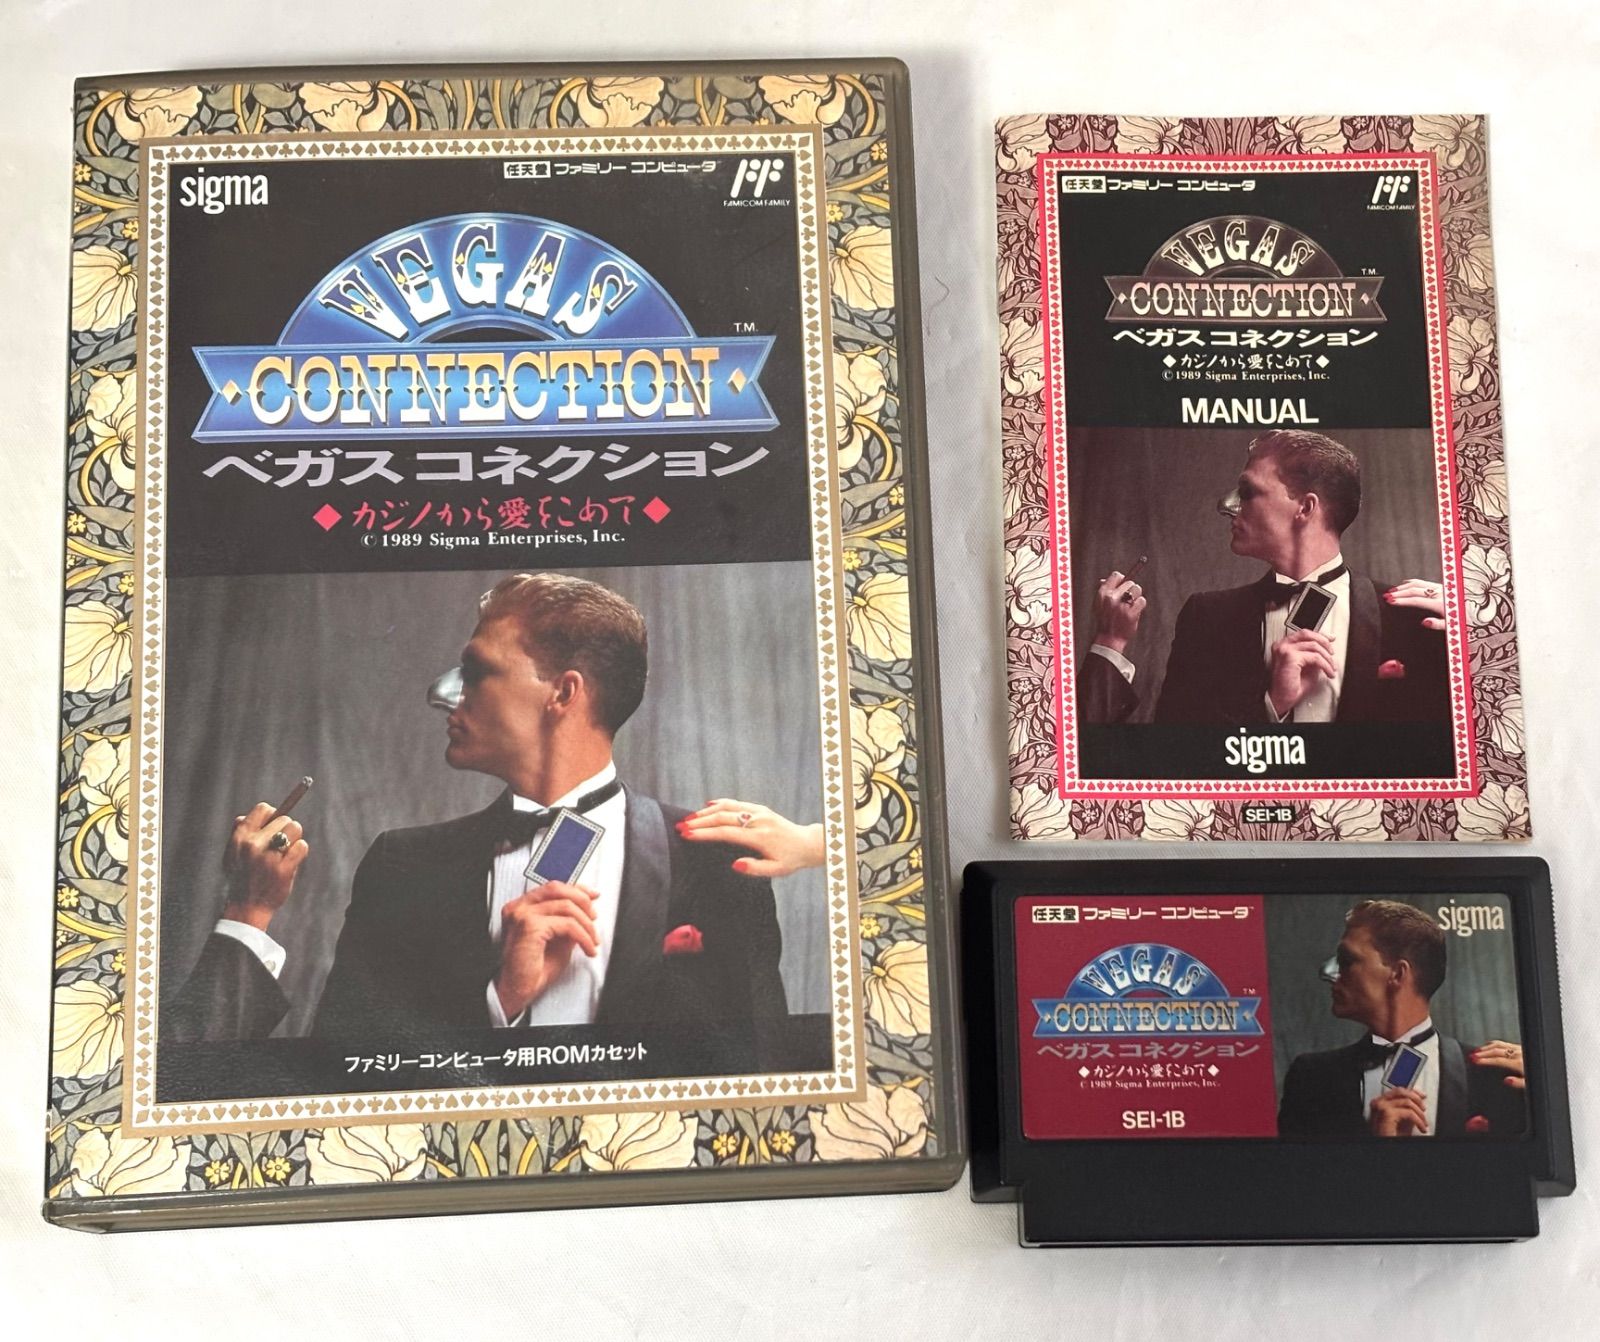 sigma
任天堂 ファミリー コンピュータ™
FF
FAMICOM FAMILY
VEGAS
T.M.
CONNECTION
ベガス コネクション
◆カジノから愛をこめて◆
© 1989 Sigma Enterprises, Inc.
ファミリーコンピュータ用ROMカセット
任天堂 ファミリー コンピュータ
FF
FAMICOM FAMILY
VEGAS
T.M.
CONNECTION
ベガス コネクション
◆カジノから愛をこめて◆
© 1989 Sigma Enterprises, Inc.
MANUAL
sigma
SEI-1B
任天堂 ファミリー コンピュータ™
sigma
VEGAS
T.M.
CONNECTION
ベガス コネクション
◆カジノから愛をこめて◆
© 1989 Sigma Enterprises, Inc.
SEI-1B